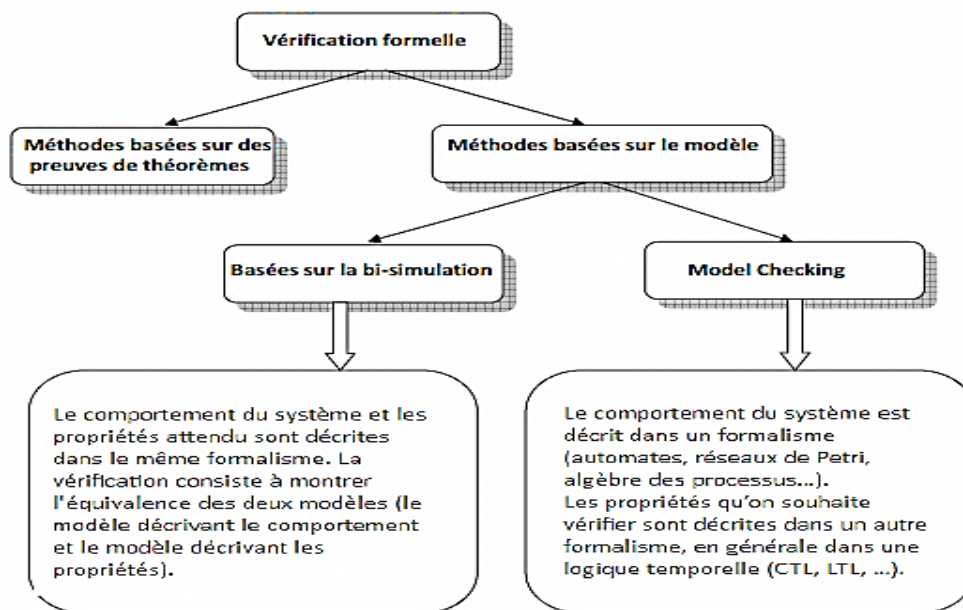 Vérification formelle
Méthodes basées sur des
preuves de théorèmes
Méthodes basées sur le modèle
Basées sur la bi-simulation
Model Checking
Le comportement du système et les
propriétés attendu sont décrites
dans le même formalisme. La
vérification consiste à montrer
l'équivalence des deux modèles (le
modèle décrivant le comportement
et le modèle décrivant les
propriétés).
Le comportement du système est
décrit dans un formalisme
(automates, réseaux de Petri,
algèbre des processus...).
Les propriétés qu'on souhaite
vérifier sont décrites dans un autre
formalisme, en générale dans une
logique temporelle (CTL, LTL, ...).